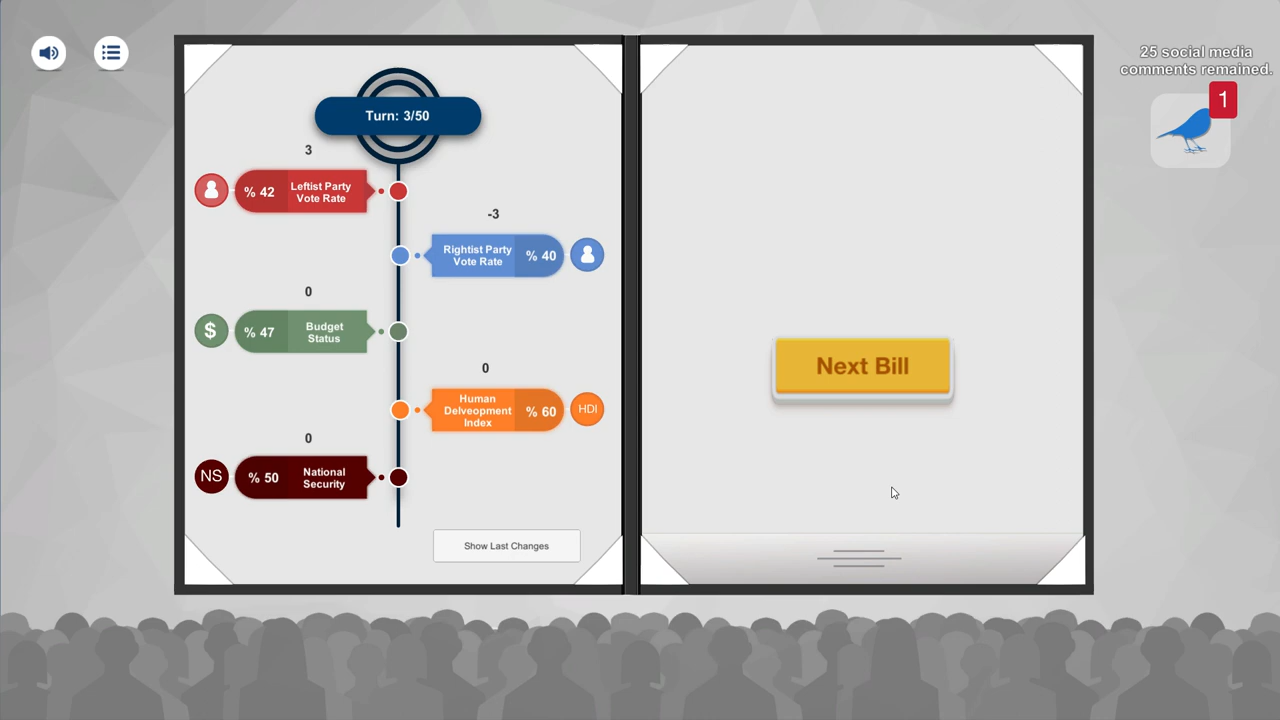 25 social media
comments remained.
1
Turn: 3/50
3
% 42
Leftist Party
Vote Rate
-3
Rightist Party
Vote Rate
% 40
0
$
% 47
Budget
Status
0
Human
Delveopment
Index
% 60
HDI
0
NS
% 50
National
Security
Show Last Changes
Next Bill